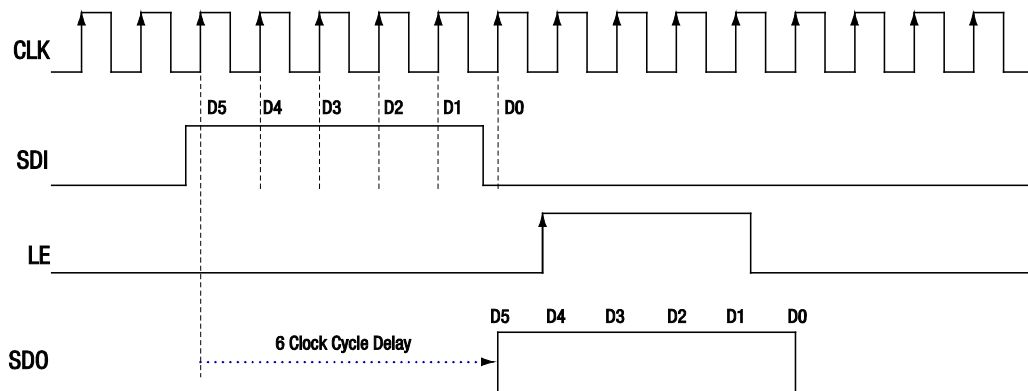 CLK
D5 D4 D3 D2 D1 D0
SDI
LE
D5 D4 D3 D2 D1 D0
6 Clock Cycle Delay
SDO